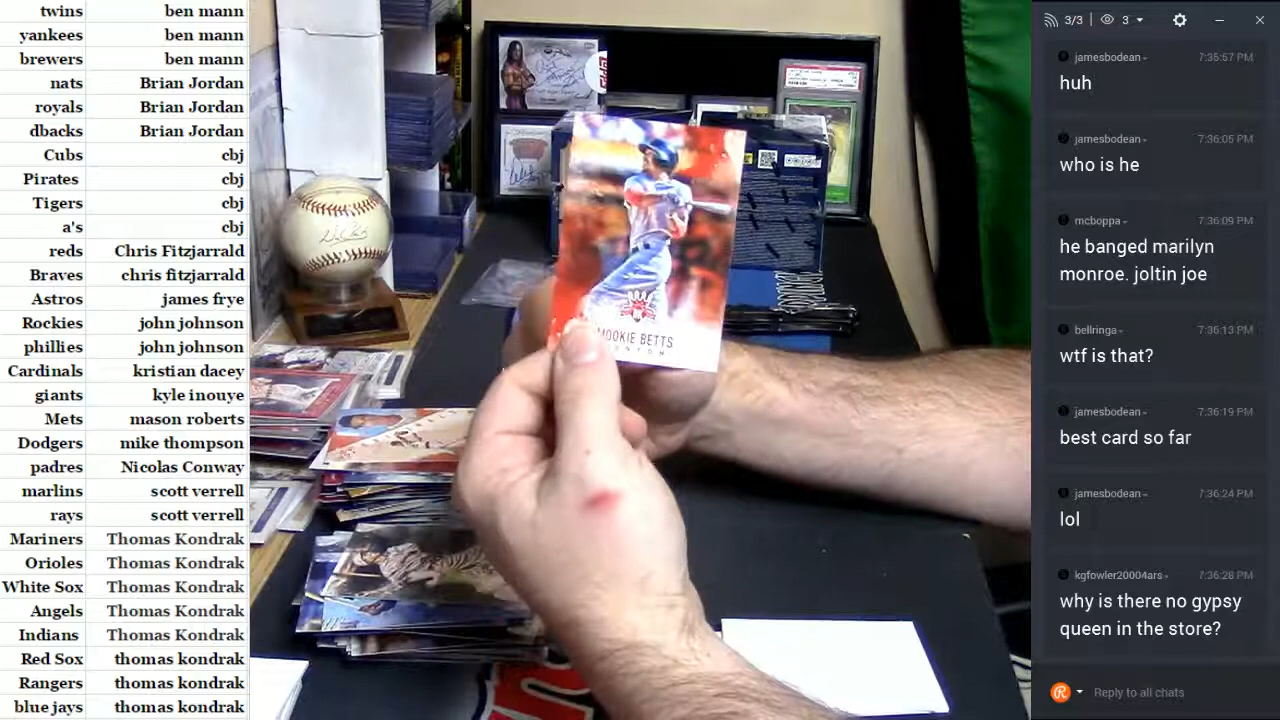 twins ben mann
yankees ben mann
brewers ben mann
nats Brian Jordan
royals Brian Jordan
dbacks Brian Jordan
Cubs cbj
Pirates cbj
Tigers cbj
a's cbj
reds Chris Fitzjarrald
Braves chris fitzjarrald
Astros james frye
Rockies john johnson
phillies john johnson
Cardinals kristian dacey
giants kyle inouye
Mets mason roberts
Dodgers mike thompson
padres Nicolas Conway
marlins scott verrell
rays scott verrell
Mariners Thomas Kondrak
Orioles Thomas Kondrak
White Sox Thomas Kondrak
Angels Thomas Kondrak
Indians Thomas Kondrak
Red Sox thomas kondrak
Rangers thomas kondrak
blue jays thomas kondrak
MOOKIE BETTS
3/3 3
jamesbodean 7:35:57 PM
huh
jamesbodean 7:36:05 PM
who is he
mcboppa 7:36:09 PM
he banged marilyn
monroe. joltin joe
bellringa 7:36:13 PM
wtf is that?
jamesbodean 7:36:19 PM
best card so far
jamesbodean 7:36:24 PM
lol
kgfowler20004ars 7:36:28 PM
why is there no gypsy
queen in the store?
Reply to all chats